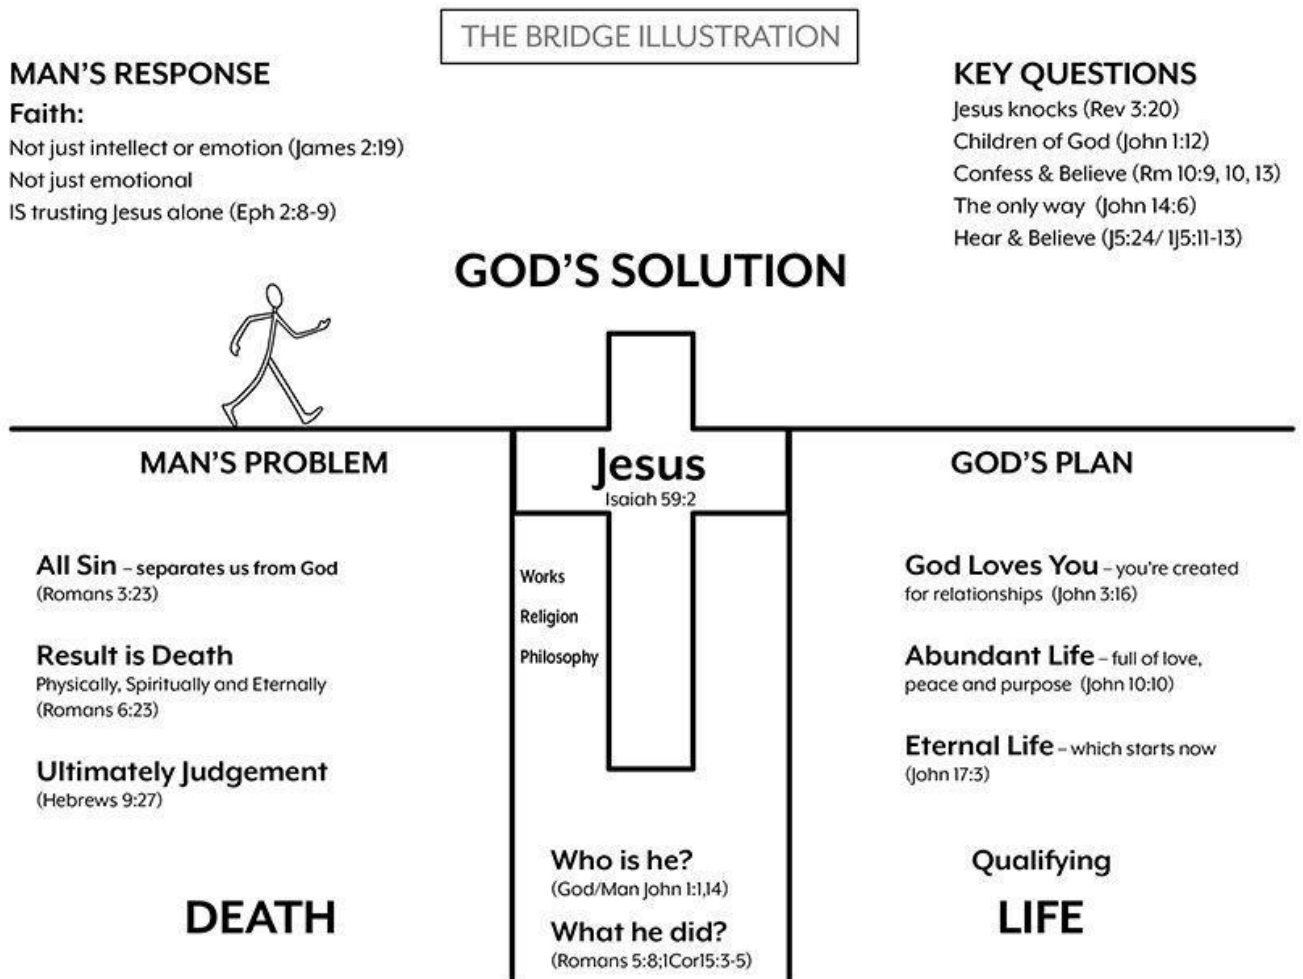 THE BRIDGE ILLUSTRATION
MAN'S RESPONSE
Faith:
Not just intellect or emotion (James 2:19)
Not just emotional
IS trusting Jesus alone (Eph 2:8-9)
KEY QUESTIONS
Jesus knocks (Rev 3:20)
Children of God (John 1:12)
Confess & Believe (Rm 10:9, 10, 13)
The only way (John 14:6)
Hear & Believe (J5:24/ 1J5:11-13)
GOD'S SOLUTION
MAN'S PROBLEM
All Sin – separates us from God
(Romans 3:23)
Result is Death
Physically, Spiritually and Eternally
(Romans 6:23)
Ultimately Judgement
(Hebrews 9:27)
DEATH
Jesus
Isaiah 59:2
Works
Religion
Philosophy
Who is he?
(God/Man John 1:1,14)
What he did?
(Romans 5:8;1Cor15:3-5)
GOD'S PLAN
God Loves You – you're created
for relationships (John 3:16)
Abundant Life – full of love,
peace and purpose (John 10:10)
Eternal Life – which starts now
(John 17:3)
Qualifying
LIFE